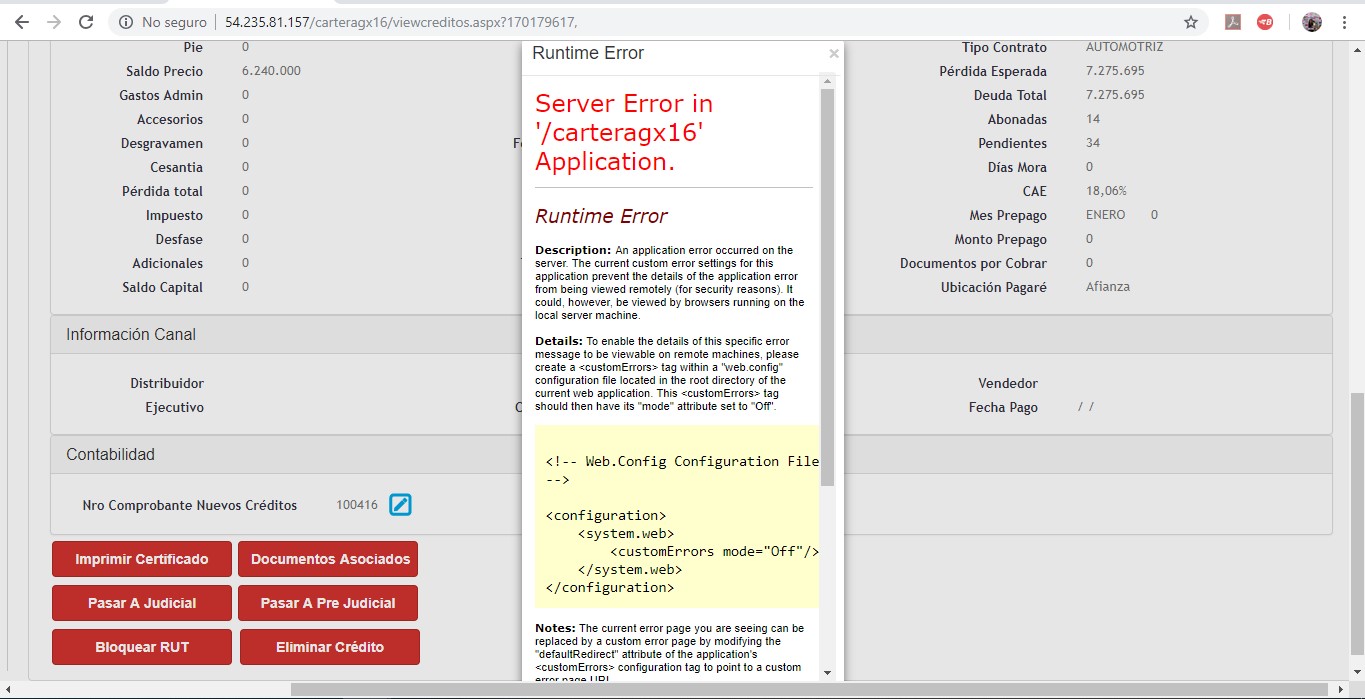 No seguro
54.235.81.157/carteragx16/viewcreditos.aspx?170179617,
Pie 0
Saldo Precio 6.240.000
Gastos Admin 0
Accesorios 0
Desgravamen 0
Cesantia 0
Pérdida total 0
Impuesto 0
Desfase 0
Adicionales 0
Saldo Capital 0
Runtime Error ×
Server Error in
'/carteragx16'
Application.
Runtime Error
Description: An application error occurred on the
server. The current custom error settings for this
application prevent the details of the application error
from being viewed remotely (for security reasons). It
could, however, be viewed by browsers running on the
local server machine.
Details: To enable the details of this specific error
message to be viewable on remote machines, please
create a <customErrors> tag within a "web.config"
configuration file located in the root directory of the
current web application. This <customErrors> tag
should then have its "mode" attribute set to "Off".
<!-- Web.Config Configuration File
-->
<configuration>
<system.web>
<customErrors mode="Off"/>
</system.web>
</configuration>
Notes: The current error page you are seeing can be
replaced by a custom error page by modifying the
"defaultRedirect" attribute of the application's
<customErrors> configuration tag to point to a custom
error page URL.
Tipo Contrato AUTOMOTRIZ
Pérdida Esperada 7.275.695
Deuda Total 7.275.695
Abonadas 14
Pendientes 34
Días Mora 0
CAE 18,06%
Mes Prepago ENERO 0
Monto Prepago 0
Documentos por Cobrar 0
Ubicación Pagaré Afianza
Información Canal
Distribuidor
Ejecutivo
Vendedor
Fecha Pago / /
Contabilidad
Nro Comprobante Nuevos Créditos 100416
Imprimir Certificado
Documentos Asociados
Pasar A Judicial
Pasar A Pre Judicial
Bloquear RUT
Eliminar Crédito